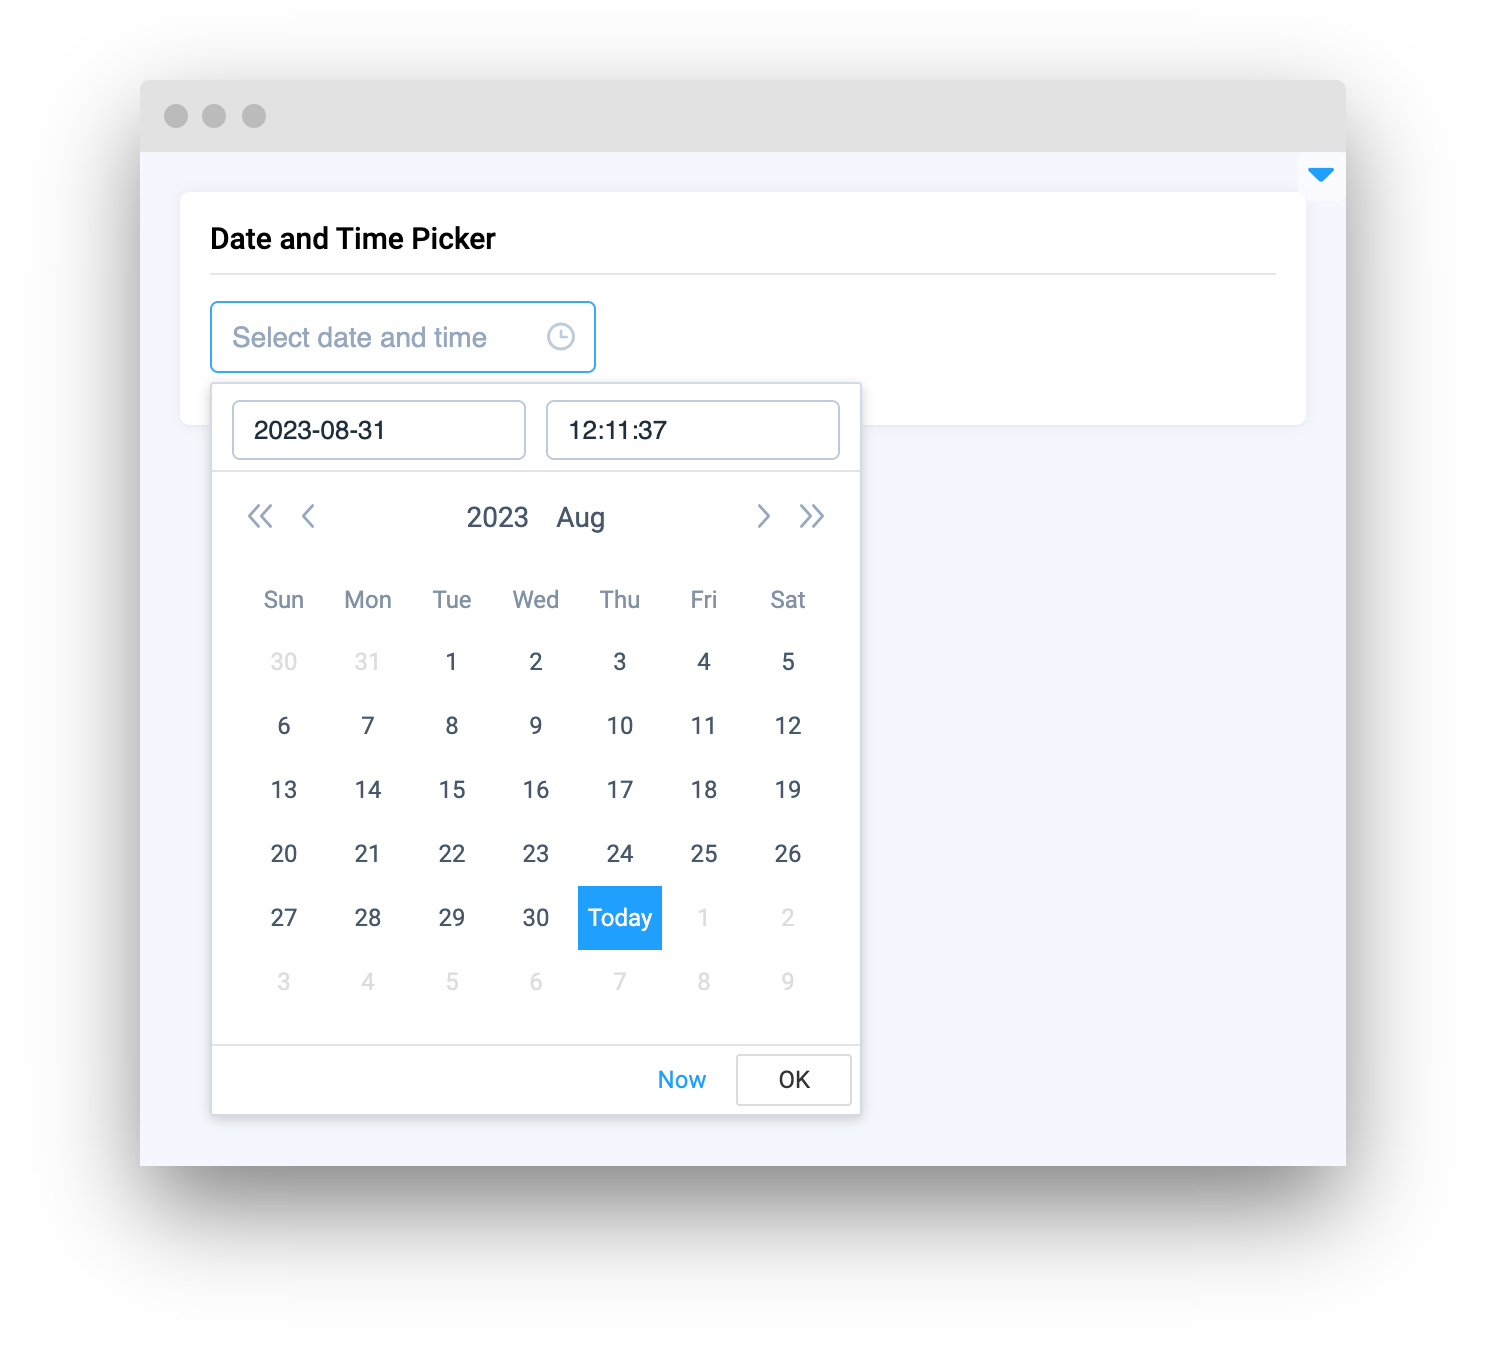 Date and Time Picker
Select date and time
2023-08-31 12:11:37
2023 Aug
Sun Mon Tue Wed Thu Fri Sat
30 31 1 2 3 4 5
6 7 8 9 10 11 12
13 14 15 16 17 18 19
20 21 22 23 24 25 26
27 28 29 30 Today 1 2
3 4 5 6 7 8 9
Now OK